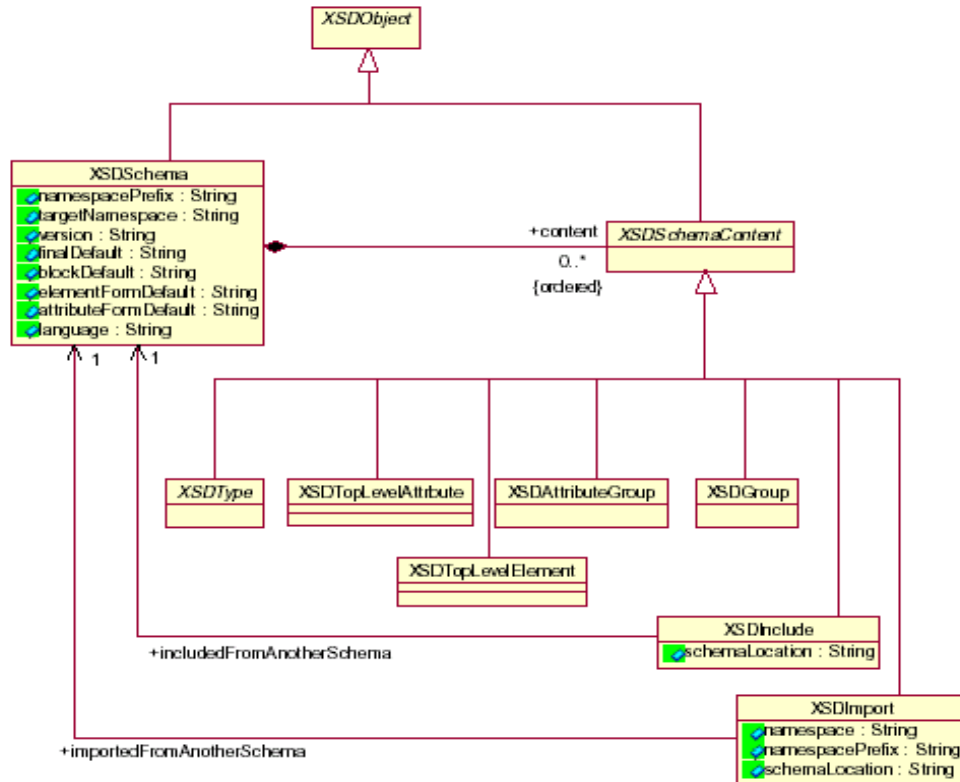 XSDObject
XSDSchema
namespacePrefix : String
targetNamespace : String
version : String
finalDefault : String
blockDefault : String
elementFormDefault : String
attributeFormDefault : String
language : String
+content
0..*
{ordered}
XSDSchemaContent
1
1
XSDType
XSDTopLevelAttrbute
XSDAttributeGroup
XSDGroup
XSDTopLevelElement
XSDInclude
schemaLocation : String
+includedFromAnotherSchema
XSDImport
namespace : String
namespacePrefix : String
schemaLocation : String
+importedFromAnotherSchema